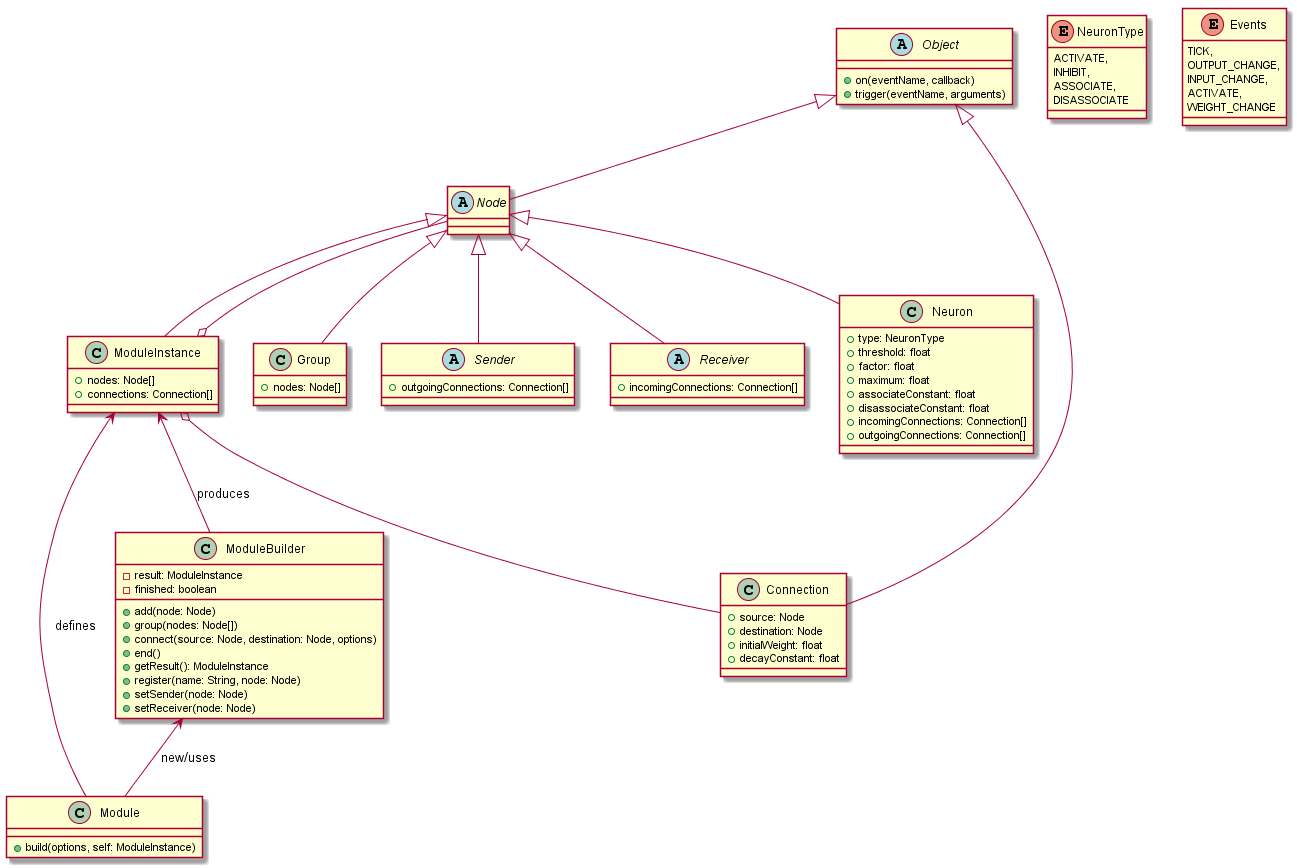 A Object
on(eventName, callback)
trigger(eventName, arguments)
E NeuronType
ACTIVATE,
INHIBIT,
ASSOCIATE,
DISASSOCIATE
E Events
TICK,
OUTPUT_CHANGE,
INPUT_CHANGE,
ACTIVATE,
WEIGHT_CHANGE
A Node
C ModuleInstance
nodes: Node[]
connections: Connection[]
C Group
nodes: Node[]
A Sender
outgoingConnections: Connection[]
A Receiver
incomingConnections: Connection[]
C Neuron
type: NeuronType
threshold: float
factor: float
maximum: float
associateConstant: float
disassociateConstant: float
incomingConnections: Connection[]
outgoingConnections: Connection[]
produces
C ModuleBuilder
result: ModuleInstance
finished: boolean
add(node: Node)
group(nodes: Node[])
connect(source: Node, destination: Node, options)
end()
getResult(): ModuleInstance
register(name: String, node: Node)
setSender(node: Node)
setReceiver(node: Node)
defines
C Connection
source: Node
destination: Node
initialWeight: float
decayConstant: float
new/uses
C Module
build(options, self: ModuleInstance)